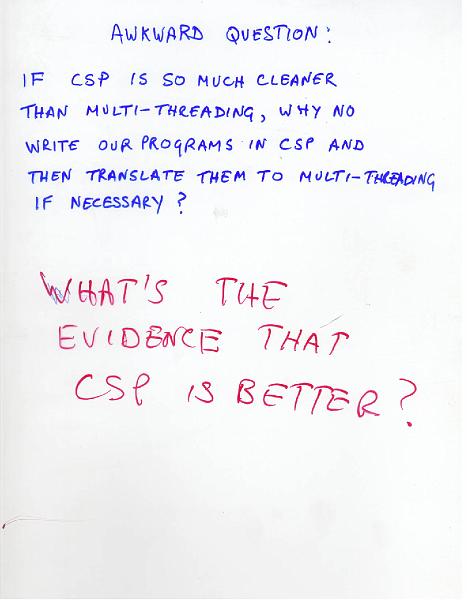 AWKWARD QUESTION:
IF CSP IS SO MUCH CLEANER
THAN MULTI-THREADING, WHY NO
WRITE OUR PROGRAMS IN CSP AND
THEN TRANSLATE THEM TO MULTI-THREADING
IF NECESSARY?
WHAT'S THE
EVIDENCE THAT
CSP IS BETTER?